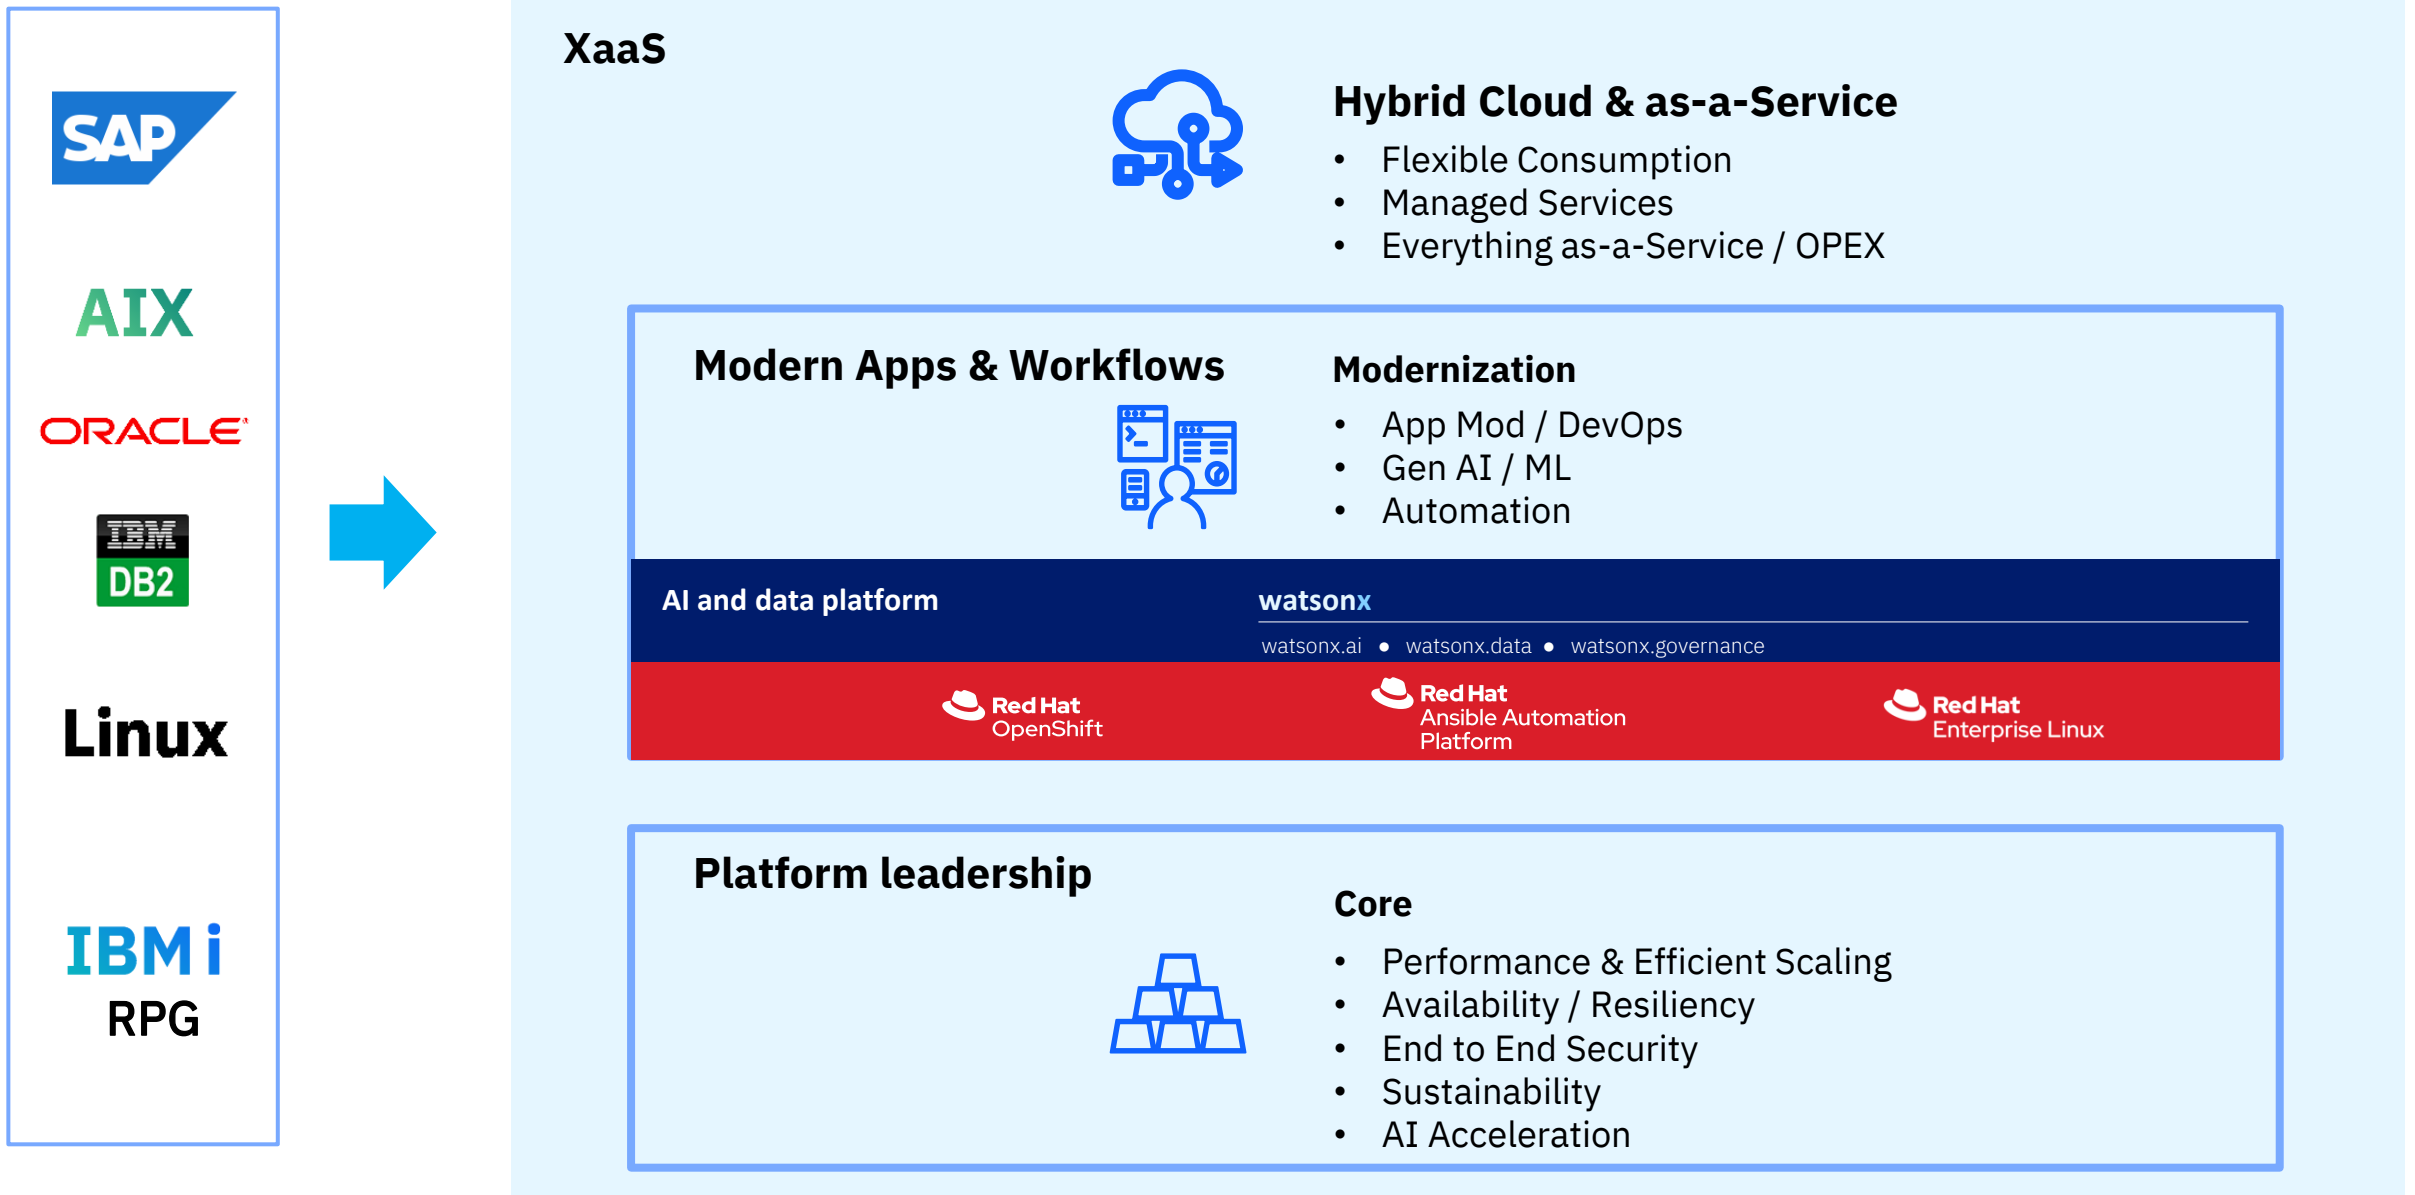 SAP
AIX
ORACLE
IBM
DB2
Linux
IBM i
RPG
XaaS
Hybrid Cloud & as-a-Service
• Flexible Consumption
• Managed Services
• Everything as-a-Service / OPEX
Modern Apps & Workflows
Modernization
• App Mod / DevOps
• Gen AI / ML
• Automation
AI and data platform
watsonx
watsonx.ai • watsonx.data • watsonx.governance
Red Hat
OpenShift
Red Hat
Ansible Automation
Platform
Red Hat
Enterprise Linux
Platform leadership
Core
• Performance & Efficient Scaling
• Availability / Resiliency
• End to End Security
• Sustainability
• AI Acceleration